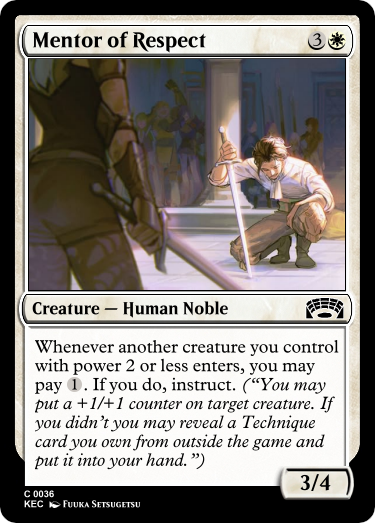 Mentor of Respect 3
Creature — Human Noble
Whenever another creature you control
with power 2 or less enters, you may
pay 1. If you do, instruct. (“You may
put a +1/+1 counter on target creature. If
you didn’t you may reveal a Technique
card you own from outside the game and
put it into your hand.”)
3/4
C 0036
KEC Fuuka Setsugetsu